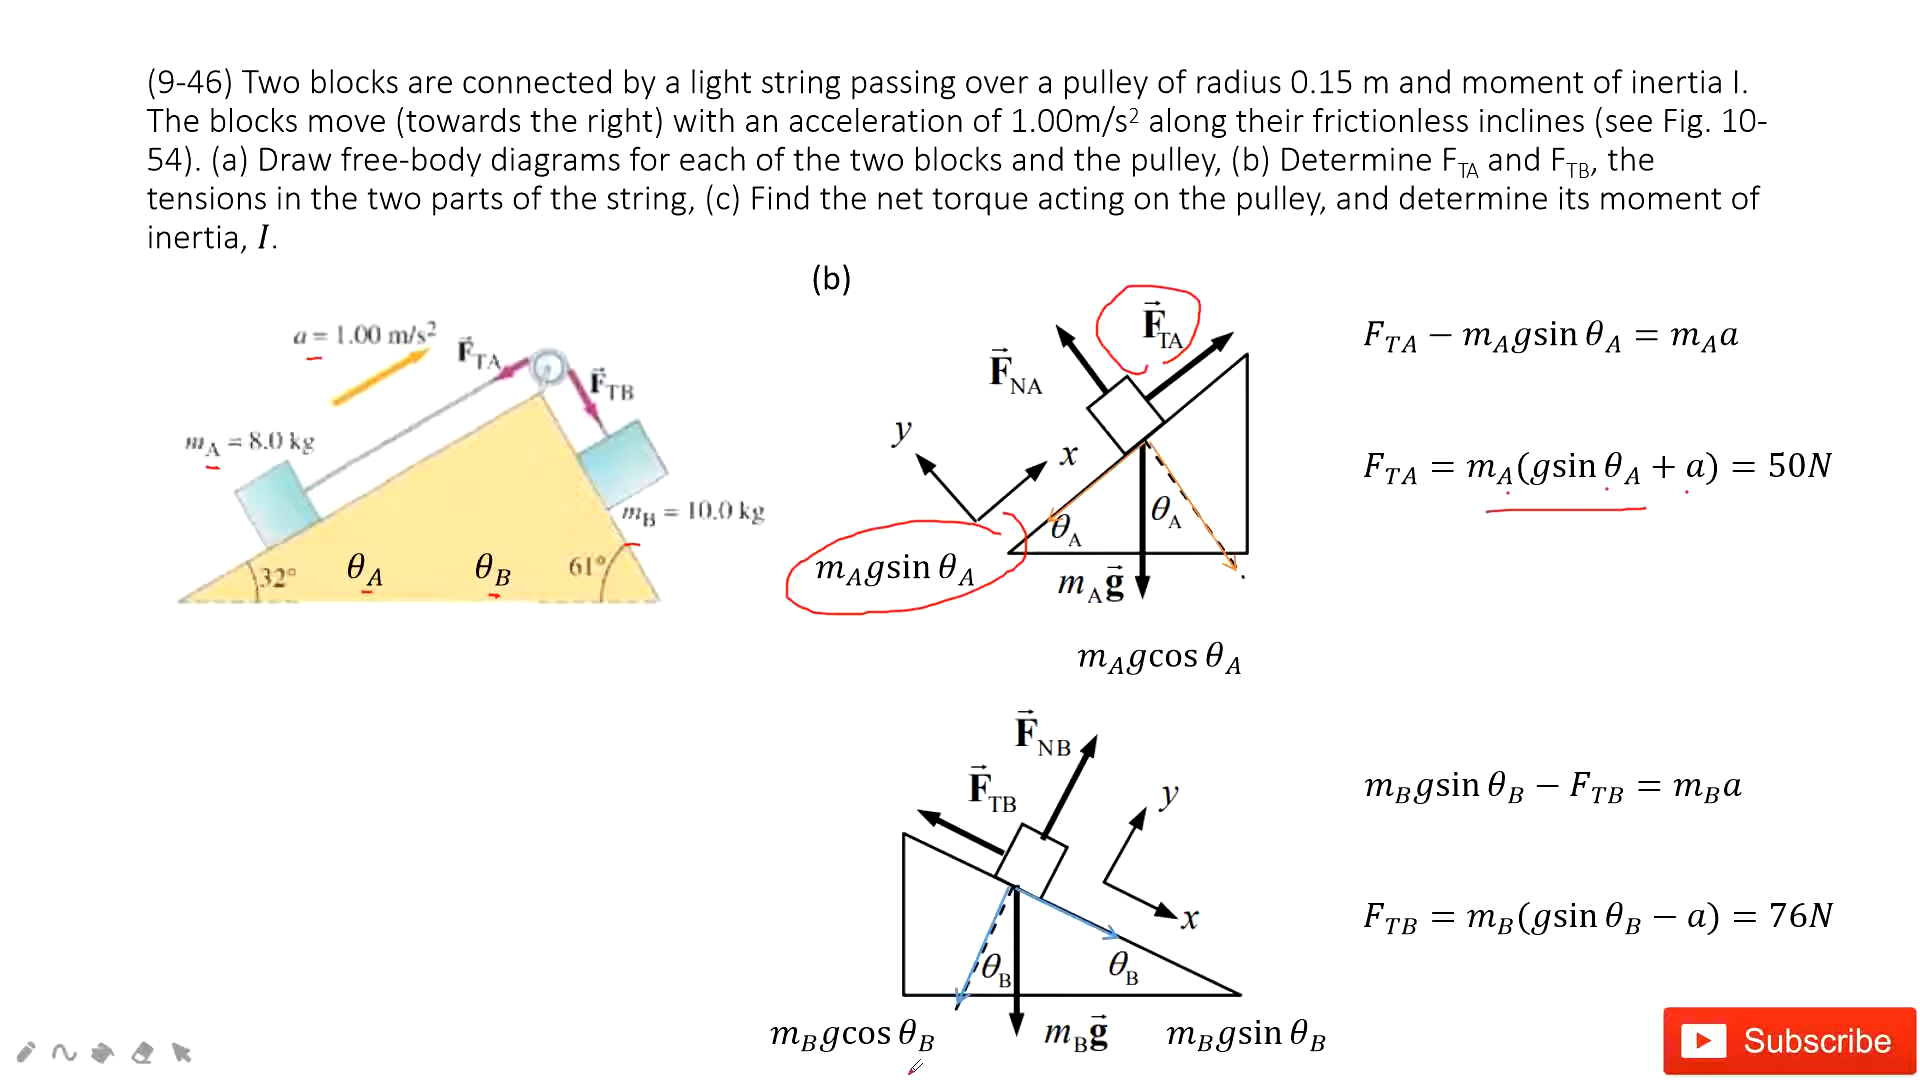 (9-46) Two blocks are connected by a light string passing over a pulley of radius 0.15 m and moment of inertia I.
The blocks move (towards the right) with an acceleration of 1.00m/s² along their frictionless inclines (see Fig. 10-
54). (a) Draw free-body diagrams for each of the two blocks and the pulley, (b) Determine F_TA and F_TB, the
tensions in the two parts of the string, (c) Find the net torque acting on the pulley, and determine its moment of
inertia, I.
(b)
a = 1.00 m/s²
F⃗_TA
F⃗_TB
m_A = 8.0 kg
m_B = 10.0 kg
32°
θ_A
θ_B
61°
F⃗_TA
F⃗_NA
y
x
θ_A
θ_A
m_A g sin θ_A
m_A g⃗
m_A g cos θ_A
F_TA − m_A g sin θ_A = m_A a
F_TA = m_A(g sin θ_A + a) = 50N
F⃗_NB
F⃗_TB
y
x
θ_B
θ_B
m_B g cos θ_B
m_B g⃗
m_B g sin θ_B
m_B g sin θ_B − F_TB = m_B a
F_TB = m_B(g sin θ_B − a) = 76N
Subscribe